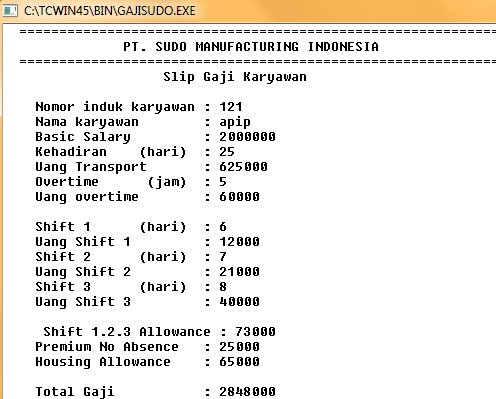 C:\TCWIN45\BIN\GAJISUDO.EXE
============================================================
PT. SUDO MANUFACTURING INDONESIA
============================================================
Slip Gaji Karyawan
Nomor induk karyawan : 121
Nama karyawan : apip
Basic Salary : 2000000
Kehadiran (hari) : 25
Uang Transport : 625000
Overtime (jam) : 5
Uang overtime : 60000
Shift 1 (hari) : 6
Uang Shift 1 : 12000
Shift 2 (hari) : 7
Uang Shift 2 : 21000
Shift 3 (hari) : 8
Uang Shift 3 : 40000
Shift 1.2.3 Allowance : 73000
Premium No Absence : 25000
Housing Allowance : 65000
Total Gaji : 2848000